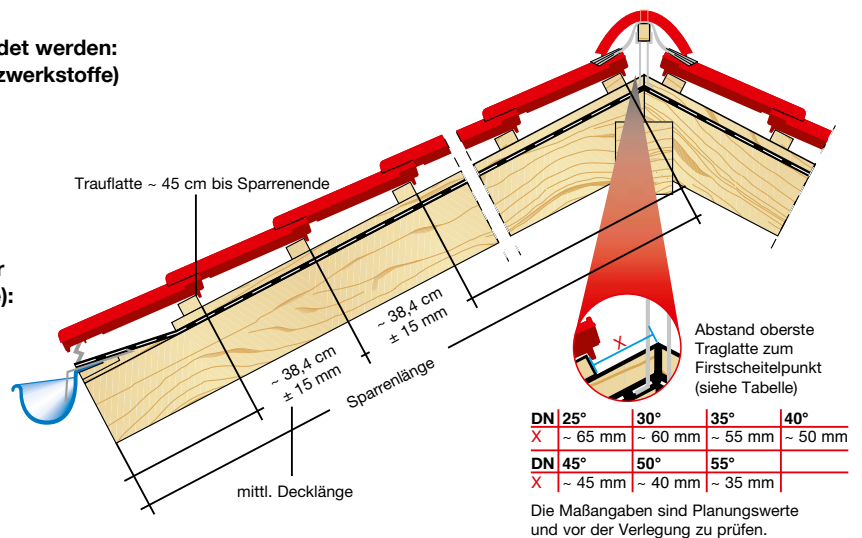 det werden:
zwerkstoffe)
Trauflatte ~ 45 cm bis Sparrenende
r
):
~ 38,4 cm
± 15 mm
~ 38,4 cm
± 15 mm
Sparrenlänge
mittl. Decklänge
X
Abstand oberste
Traglatte zum
Firstscheitelpunkt
(siehe Tabelle)
DN 25° 30° 35° 40°
X ~ 65 mm ~ 60 mm ~ 55 mm ~ 50 mm
DN 45° 50° 55°
X ~ 45 mm ~ 40 mm ~ 35 mm
Die Maßangaben sind Planungswerte
und vor der Verlegung zu prüfen.